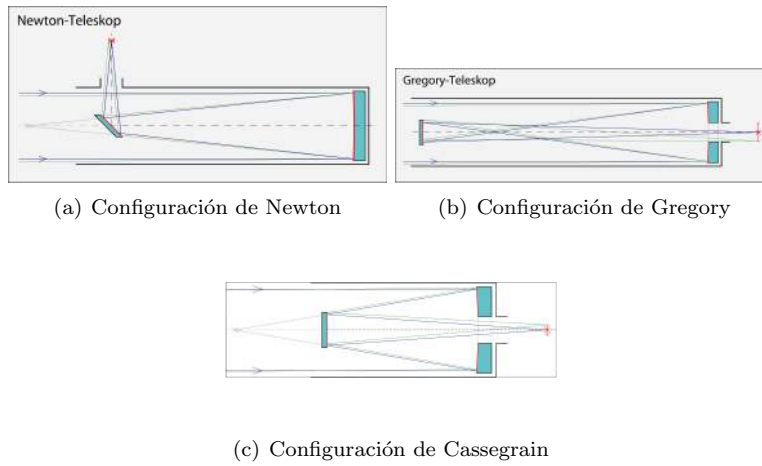 Newton-Teleskop
Gregory-Teleskop
(a) Configuración de Newton
(b) Configuración de Gregory
(c) Configuración de Cassegrain